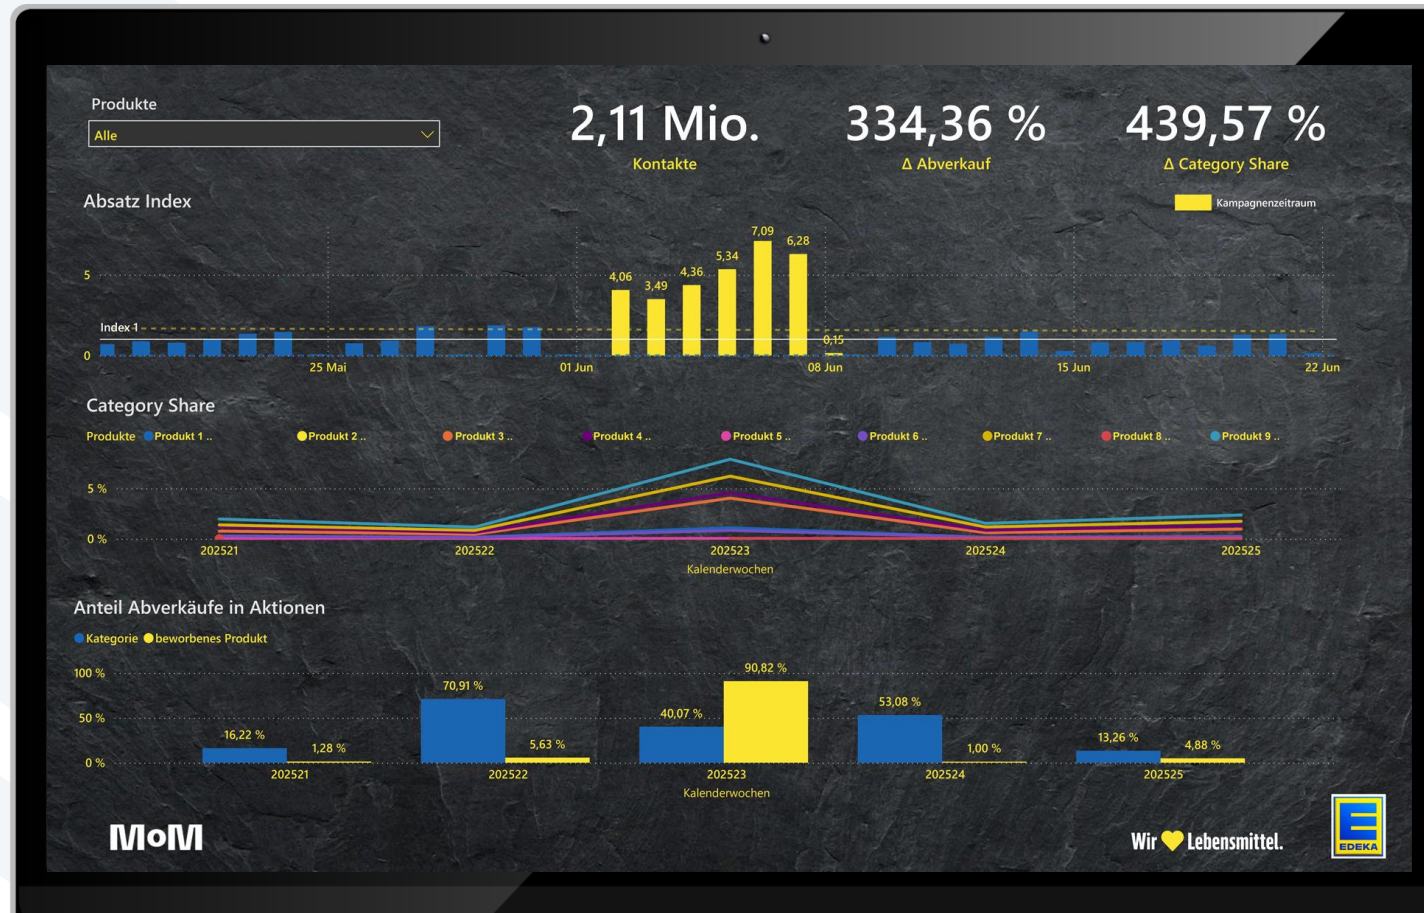 Produkte
Alle
2,11 Mio.
Kontakte
334,36 %
Δ Abverkauf
439,57 %
Δ Category Share
Absatz Index
Kampagnenzeitraum
5
0
Index 1
4,06
3,49
4,36
5,34
7,09
6,28
0,15
25 Mai
01 Jun
08 Jun
15 Jun
22 Jun
Category Share
Produkte Produkt 1 .. Produkt 2 .. Produkt 3 .. Produkt 4 .. Produkt 5 .. Produkt 6 .. Produkt 7 .. Produkt 8 .. Produkt 9 ..
5 %
0 %
202521 202522 202523 202524 202525
Kalenderwochen
Anteil Abverkäufe in Aktionen
Kategorie beworbenes Produkt
100 %
50 %
0 %
16,22 %
1,28 %
70,91 %
5,63 %
40,07 %
90,82 %
53,08 %
1,00 %
13,26 %
4,88 %
202521 202522 202523 202524 202525
Kalenderwochen
MoM
Wir Lebensmittel.
E
EDEKA